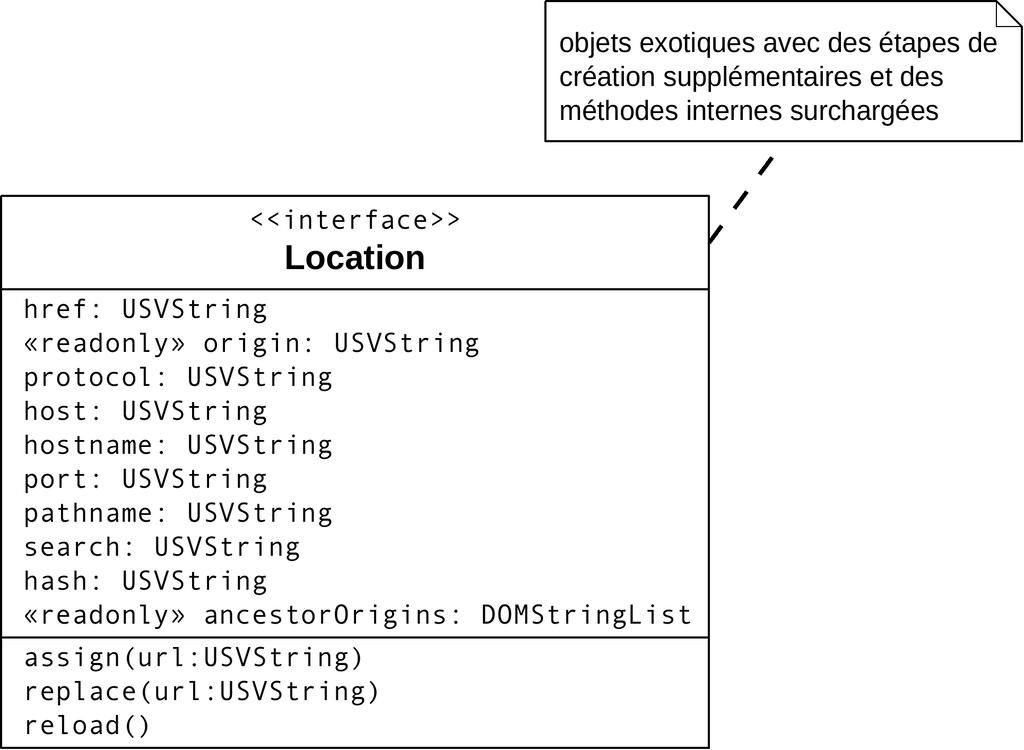 objets exotiques avec des étapes de
création supplémentaires et des
méthodes internes surchargées
<<interface>>
Location
href: USVString
«readonly» origin: USVString
protocol: USVString
host: USVString
hostname: USVString
port: USVString
pathname: USVString
search: USVString
hash: USVString
«readonly» ancestorOrigins: DOMStringList
assign(url:USVString)
replace(url:USVString)
reload()